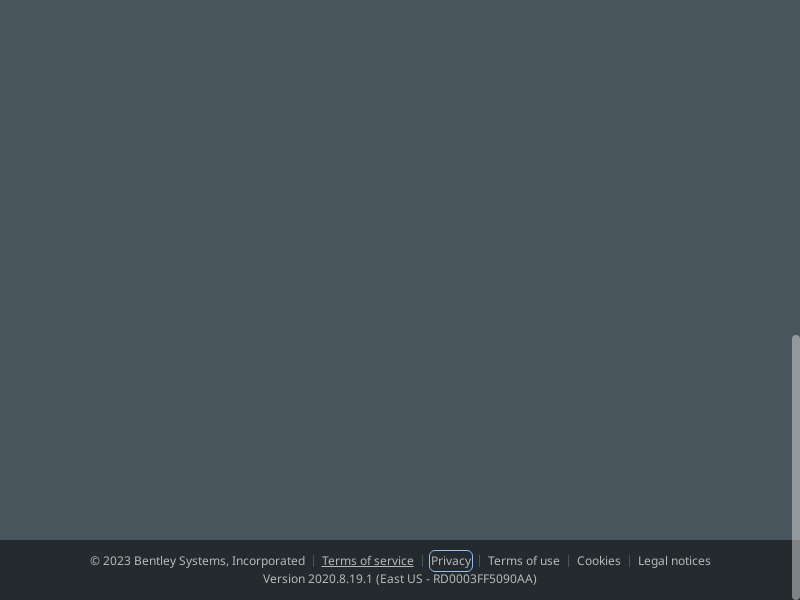 © 2023 Bentley Systems, Incorporated | Terms of service | Privacy | Terms of use | Cookies | Legal notices
Version 2020.8.19.1 (East US - RD0003FF5090AA)